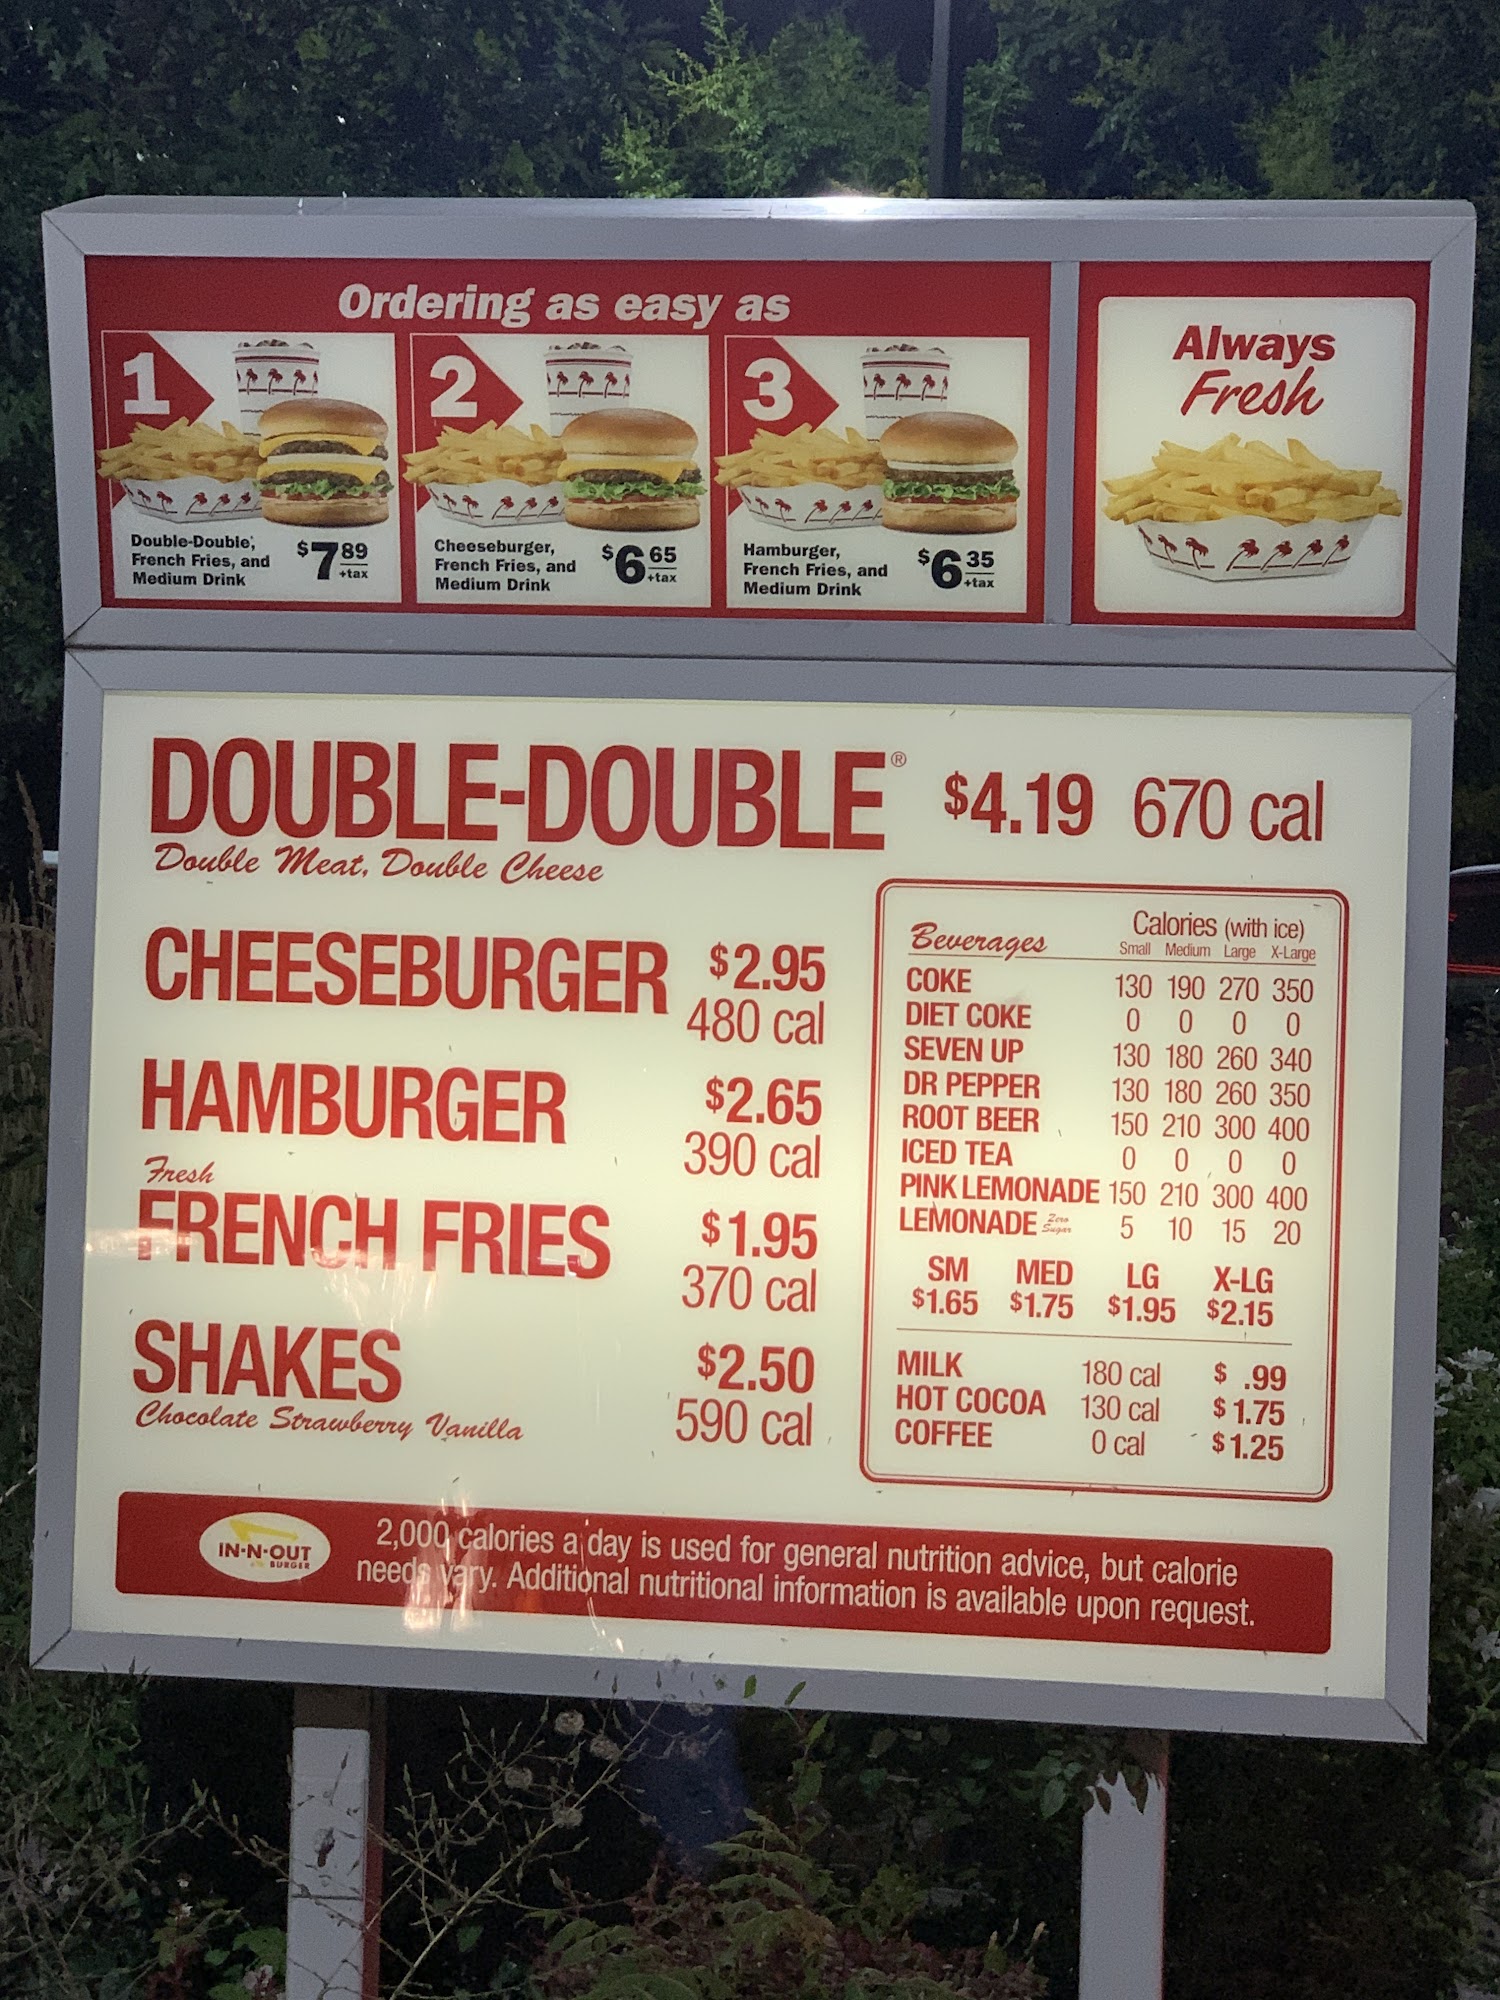 Ordering as easy as
1
Double-Double®,
French Fries, and
Medium Drink
$7 89
+tax
2
Cheeseburger,
French Fries, and
Medium Drink
$6 65
+tax
3
Hamburger,
French Fries, and
Medium Drink
$6 35
+tax
Always
Fresh
DOUBLE-DOUBLE® $4.19 670 cal
Double Meat, Double Cheese
CHEESEBURGER $2.95
480 cal
HAMBURGER $2.65
390 cal
Fresh
FRENCH FRIES $1.95
370 cal
SHAKES $2.50
Chocolate Strawberry Vanilla 590 cal
Beverages Calories (with ice)
Small Medium Large X-Large
COKE 130 190 270 350
DIET COKE 0 0 0 0
SEVEN UP 130 180 260 340
DR PEPPER 130 180 260 350
ROOT BEER 150 210 300 400
ICED TEA 0 0 0 0
PINK LEMONADE 150 210 300 400
LEMONADE Zero Sugar 5 10 15 20
SM MED LG X-LG
$1.65 $1.75 $1.95 $2.15
MILK 180 cal $ .99
HOT COCOA 130 cal $1.75
COFFEE 0 cal $1.25
IN-N-OUT
BURGER
2,000 calories a day is used for general nutrition advice, but calorie
needs vary. Additional nutritional information is available upon request.